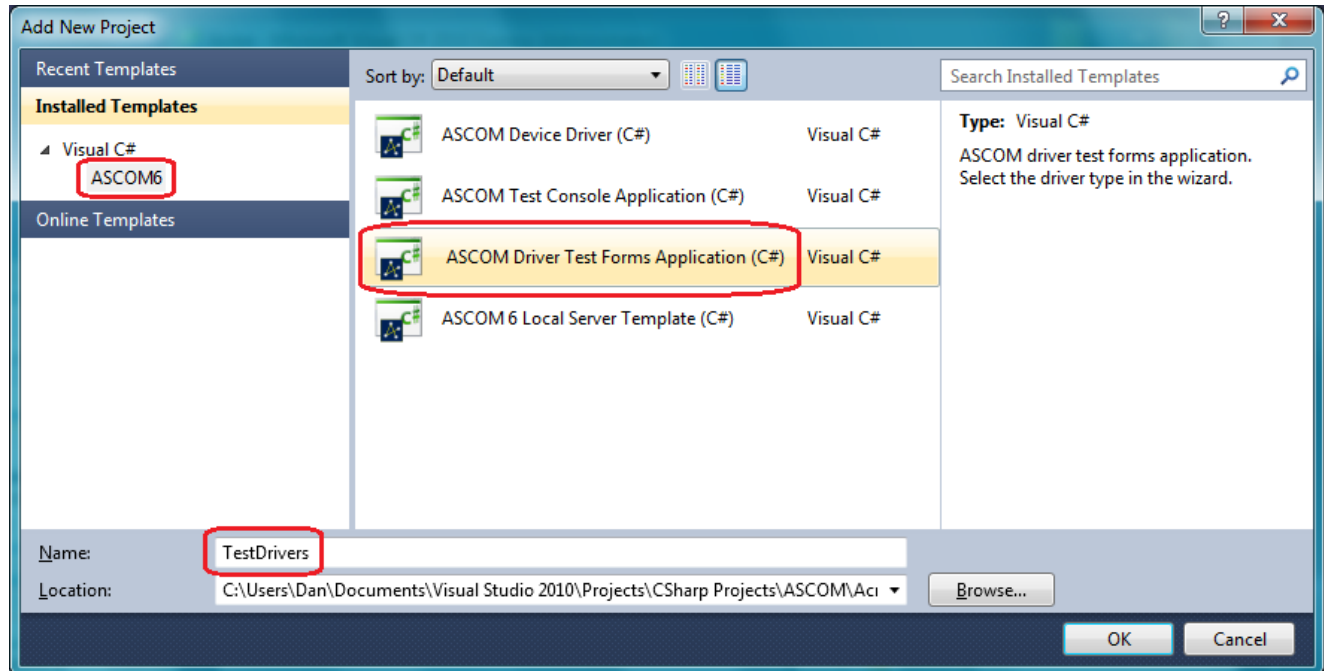 Add New Project
Recent Templates
Installed Templates
Visual C#
ASCOM6
Online Templates
Sort by: Default
ASCOM Device Driver (C#) Visual C#
ASCOM Test Console Application (C#) Visual C#
ASCOM Driver Test Forms Application (C#) Visual C#
ASCOM 6 Local Server Template (C#) Visual C#
Search Installed Templates
Type: Visual C#
ASCOM driver test forms application.
Select the driver type in the wizard.
Name: TestDrivers
Location: C:\Users\Dan\Documents\Visual Studio 2010\Projects\CSharp Projects\ASCOM\Acr Browse...
OK Cancel